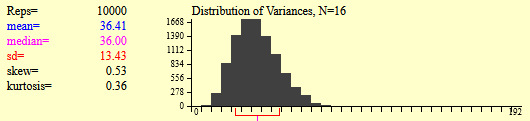 Reps= 10000
mean= 36.41
median= 36.00
sd= 13.43
skew= 0.53
kurtosis= 0.36
Distribution of Variances, N=16
1668
1390
1112
834
556
278
0
0 192